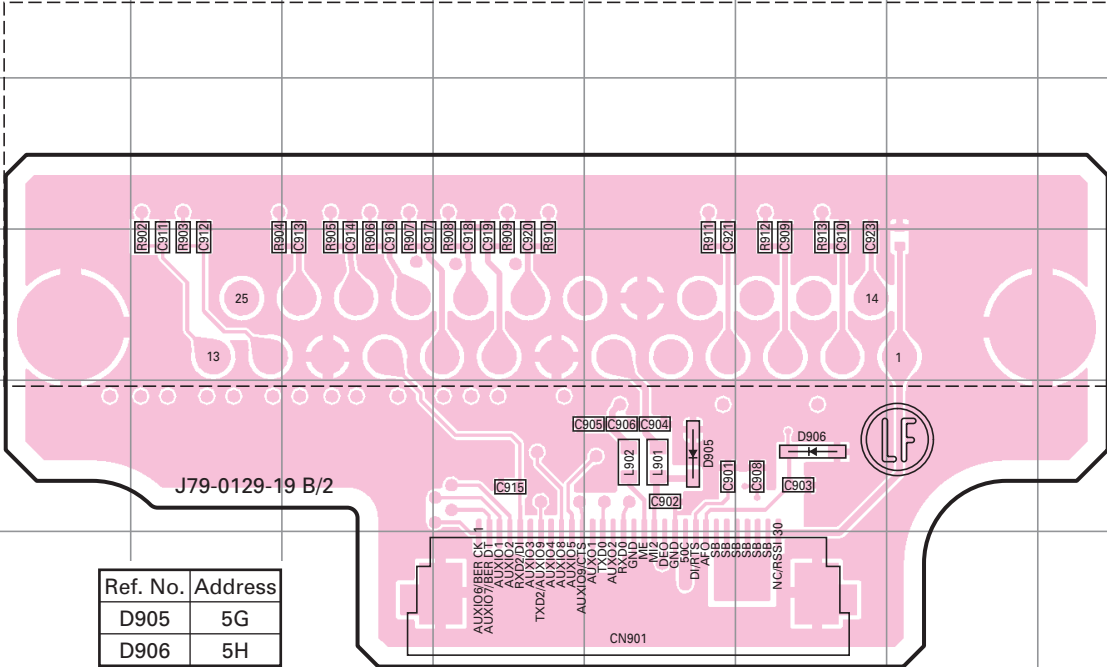 R902
C911
R903
C912
R904
C913
R905
C914
R906
C916
R907
C917
R908
C918
C919
R909
C920
R910
R911
C921
R912
C909
R913
C910
C923
25
14
13
1
C905
C906
C904
L902
L901
D905
D906
LF
C901
C908
C903
C902
C915
J79-0129-19 B/2
1
AUXIO6/BER CK
AUXIO7/BER DT
AUXIO1
AUXIO2
RXD2/DI
AUXIO3
TXD2/AUXIO9
AUXIO4
AUXIO8
AUXIO5
AUXIO9/CTS
AUXO1
TXD0
AUXO2
RXD0
GND
ME
MI2
DEO
GND
50C
DI/RTS
AFO
SB
SB
SB
SB
SB
SB
NC/RSSI
30
CN901
Ref. No. Address
D905 5G
D906 5H